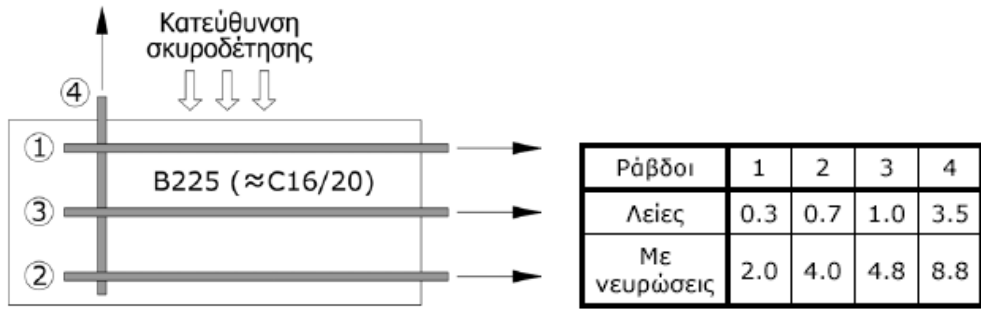 Κατεύθυνση
σκυροδέτησης
④
①
B225 (≈C16/20)
③
②
Ράβδοι 1 2 3 4
Λείες 0.3 0.7 1.0 3.5
Με
νευρώσεις 2.0 4.0 4.8 8.8